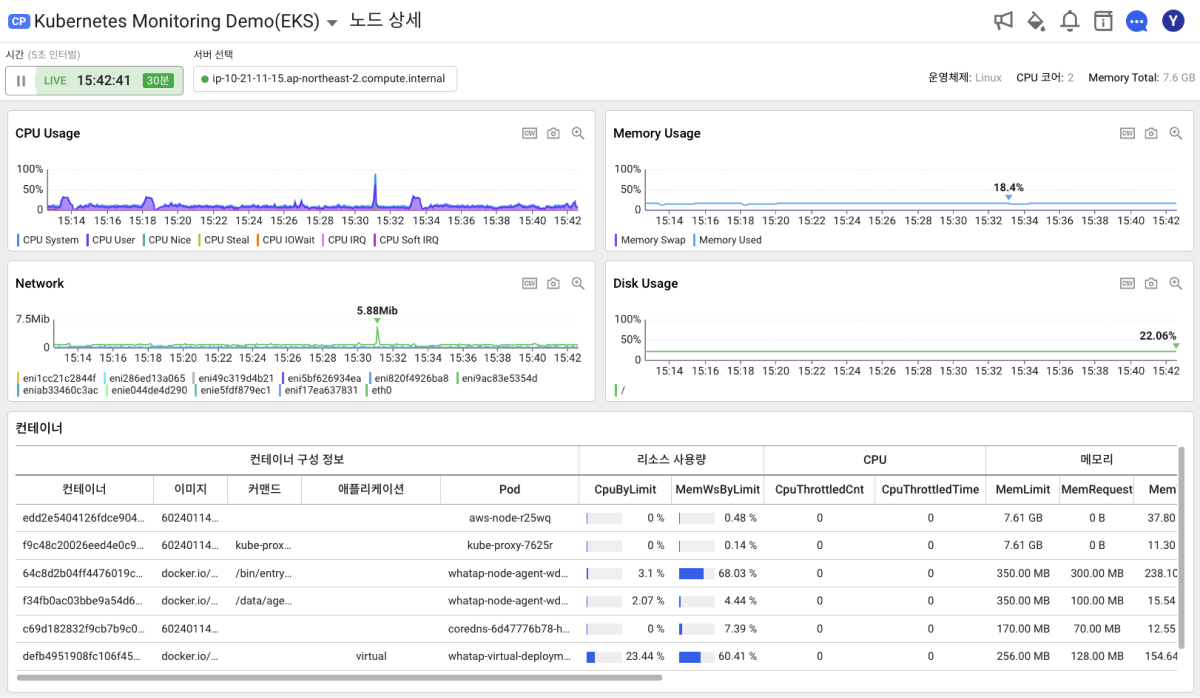 CP Kubernetes Monitoring Demo(EKS) 노드 상세
Y
시간 (5초 인터벌) 서버 선택
LIVE 15:42:41 30분 ip-10-21-11-15.ap-northeast-2.compute.internal
운영체제: Linux CPU 코어: 2 Memory Total: 7.6 GB
CPU Usage
CSV
100%
50%
0
15:14 15:16 15:18 15:20 15:22 15:24 15:26 15:28 15:30 15:32 15:34 15:36 15:38 15:40 15:42
CPU System CPU User CPU Nice CPU Steal CPU IOWait CPU IRQ CPU Soft IRQ
Memory Usage
CSV
100%
18.4%
50%
0
15:14 15:16 15:18 15:20 15:22 15:24 15:26 15:28 15:30 15:32 15:34 15:36 15:38 15:40 15:42
Memory Swap Memory Used
Network
CSV
5.88Mib
7.5Mib
0
15:14 15:16 15:18 15:20 15:22 15:24 15:26 15:28 15:30 15:32 15:34 15:36 15:38 15:40 15:42
eni1cc21c2844f eni286ed13a065 eni49c319d4b21 eni5bf626934ea eni820f4926ba8 eni9ac83e5354d
eniab33460c3ac enie044de4d290 enie5fdf879ec1 enif17ea637831 eth0
Disk Usage
CSV
100%
50%
22.06%
0
15:14 15:16 15:18 15:20 15:22 15:24 15:26 15:28 15:30 15:32 15:34 15:36 15:38 15:40 15:42
/
컨테이너
컨테이너 구성 정보 리소스 사용량 CPU 메모리
컨테이너 이미지 커맨드 애플리케이션 Pod CpuByLimit MemWsByLimit CpuThrottledCnt CpuThrottledTime MemLimit MemRequest Mem
edd2e5404126fdce904... 60240114... aws-node-r25wq 0 % 0.48 % 0 0 7.61 GB 0 B 37.80
f9c48c20026eed4e0c9... 60240114... kube-prox... kube-proxy-7625r 0 % 0.14 % 0 0 7.61 GB 0 B 11.30
64c8d2b04ff4476019c... docker.io/... /bin/entry... whatap-node-agent-wd... 3.1 % 68.03 % 0 0 350.00 MB 300.00 MB 238.10
f34fb0ac03bbe9a54d6... docker.io/... /data/age... whatap-node-agent-wd... 2.07 % 4.44 % 0 0 350.00 MB 100.00 MB 15.54
c69d182832f9cb7b9c0... 60240114... coredns-6d47776b78-h... 0 % 7.39 % 0 0 170.00 MB 70.00 MB 12.55
defb4951908fc106f45... docker.io/... virtual whatap-virtual-deploym... 23.44 % 60.41 % 0 0 256.00 MB 128.00 MB 154.64